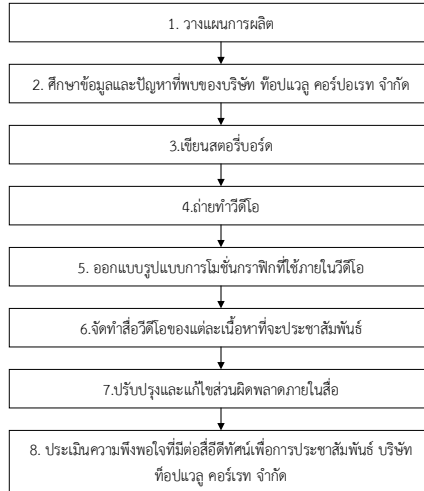 1. วางแผนการผลิต
2. ศึกษาข้อมูลและปัญหาที่พบของบริษัท ท๊อปแวลู คอร์ปอเรท จำกัด
3.เขียนสตอรี่บอร์ด
4.ถ่ายทำวีดีโอ
5. ออกแบบรูปแบบการโมชั่นกราฟิกที่ใช้ภายในวีดีโอ
6.จัดทำสื่อวีดีโอของแต่ละเนื้อหาที่จะประชาสัมพันธ์
7.ปรับปรุงและแก้ไขส่วนผิดพลาดภายในสื่อ
8. ประเมินความพึงพอใจที่มีต่อสื่อีดีทัศน์เพื่อการประชาสัมพันธ์ บริษัท
ท็อปแวลู คอร์เรท จำกัด